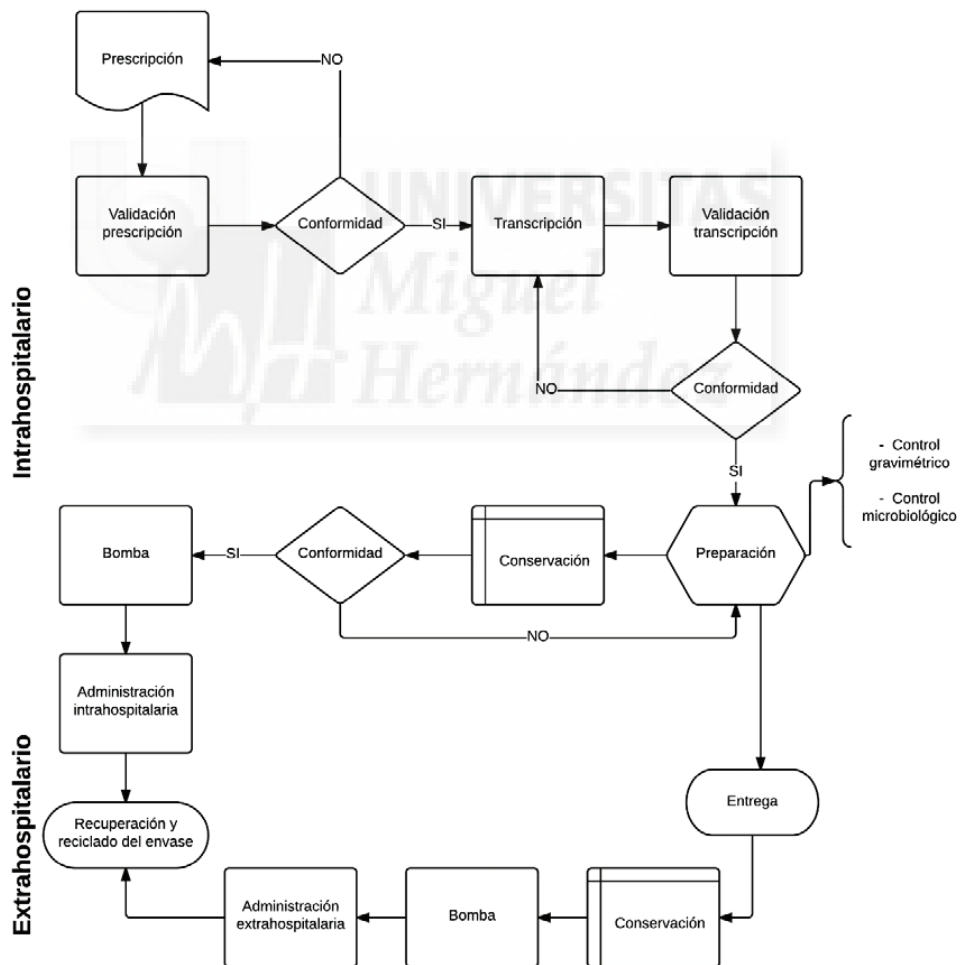 Prescripción
NO
UNIVERSITAS
Miguel
Hernández
Validación
prescripción
Conformidad
SI
Transcripción
Validación
transcripción
Intrahospitalario
NO
Conformidad
SI
- Control
gravimétrico
- Control
microbiológico
Bomba
SI
Conformidad
Conservación
Preparación
NO
Administración
intrahospitalaria
Extrahospitalario
Entrega
Recuperación y
reciclado del envase
Administración
extrahospitalaria
Bomba
Conservación